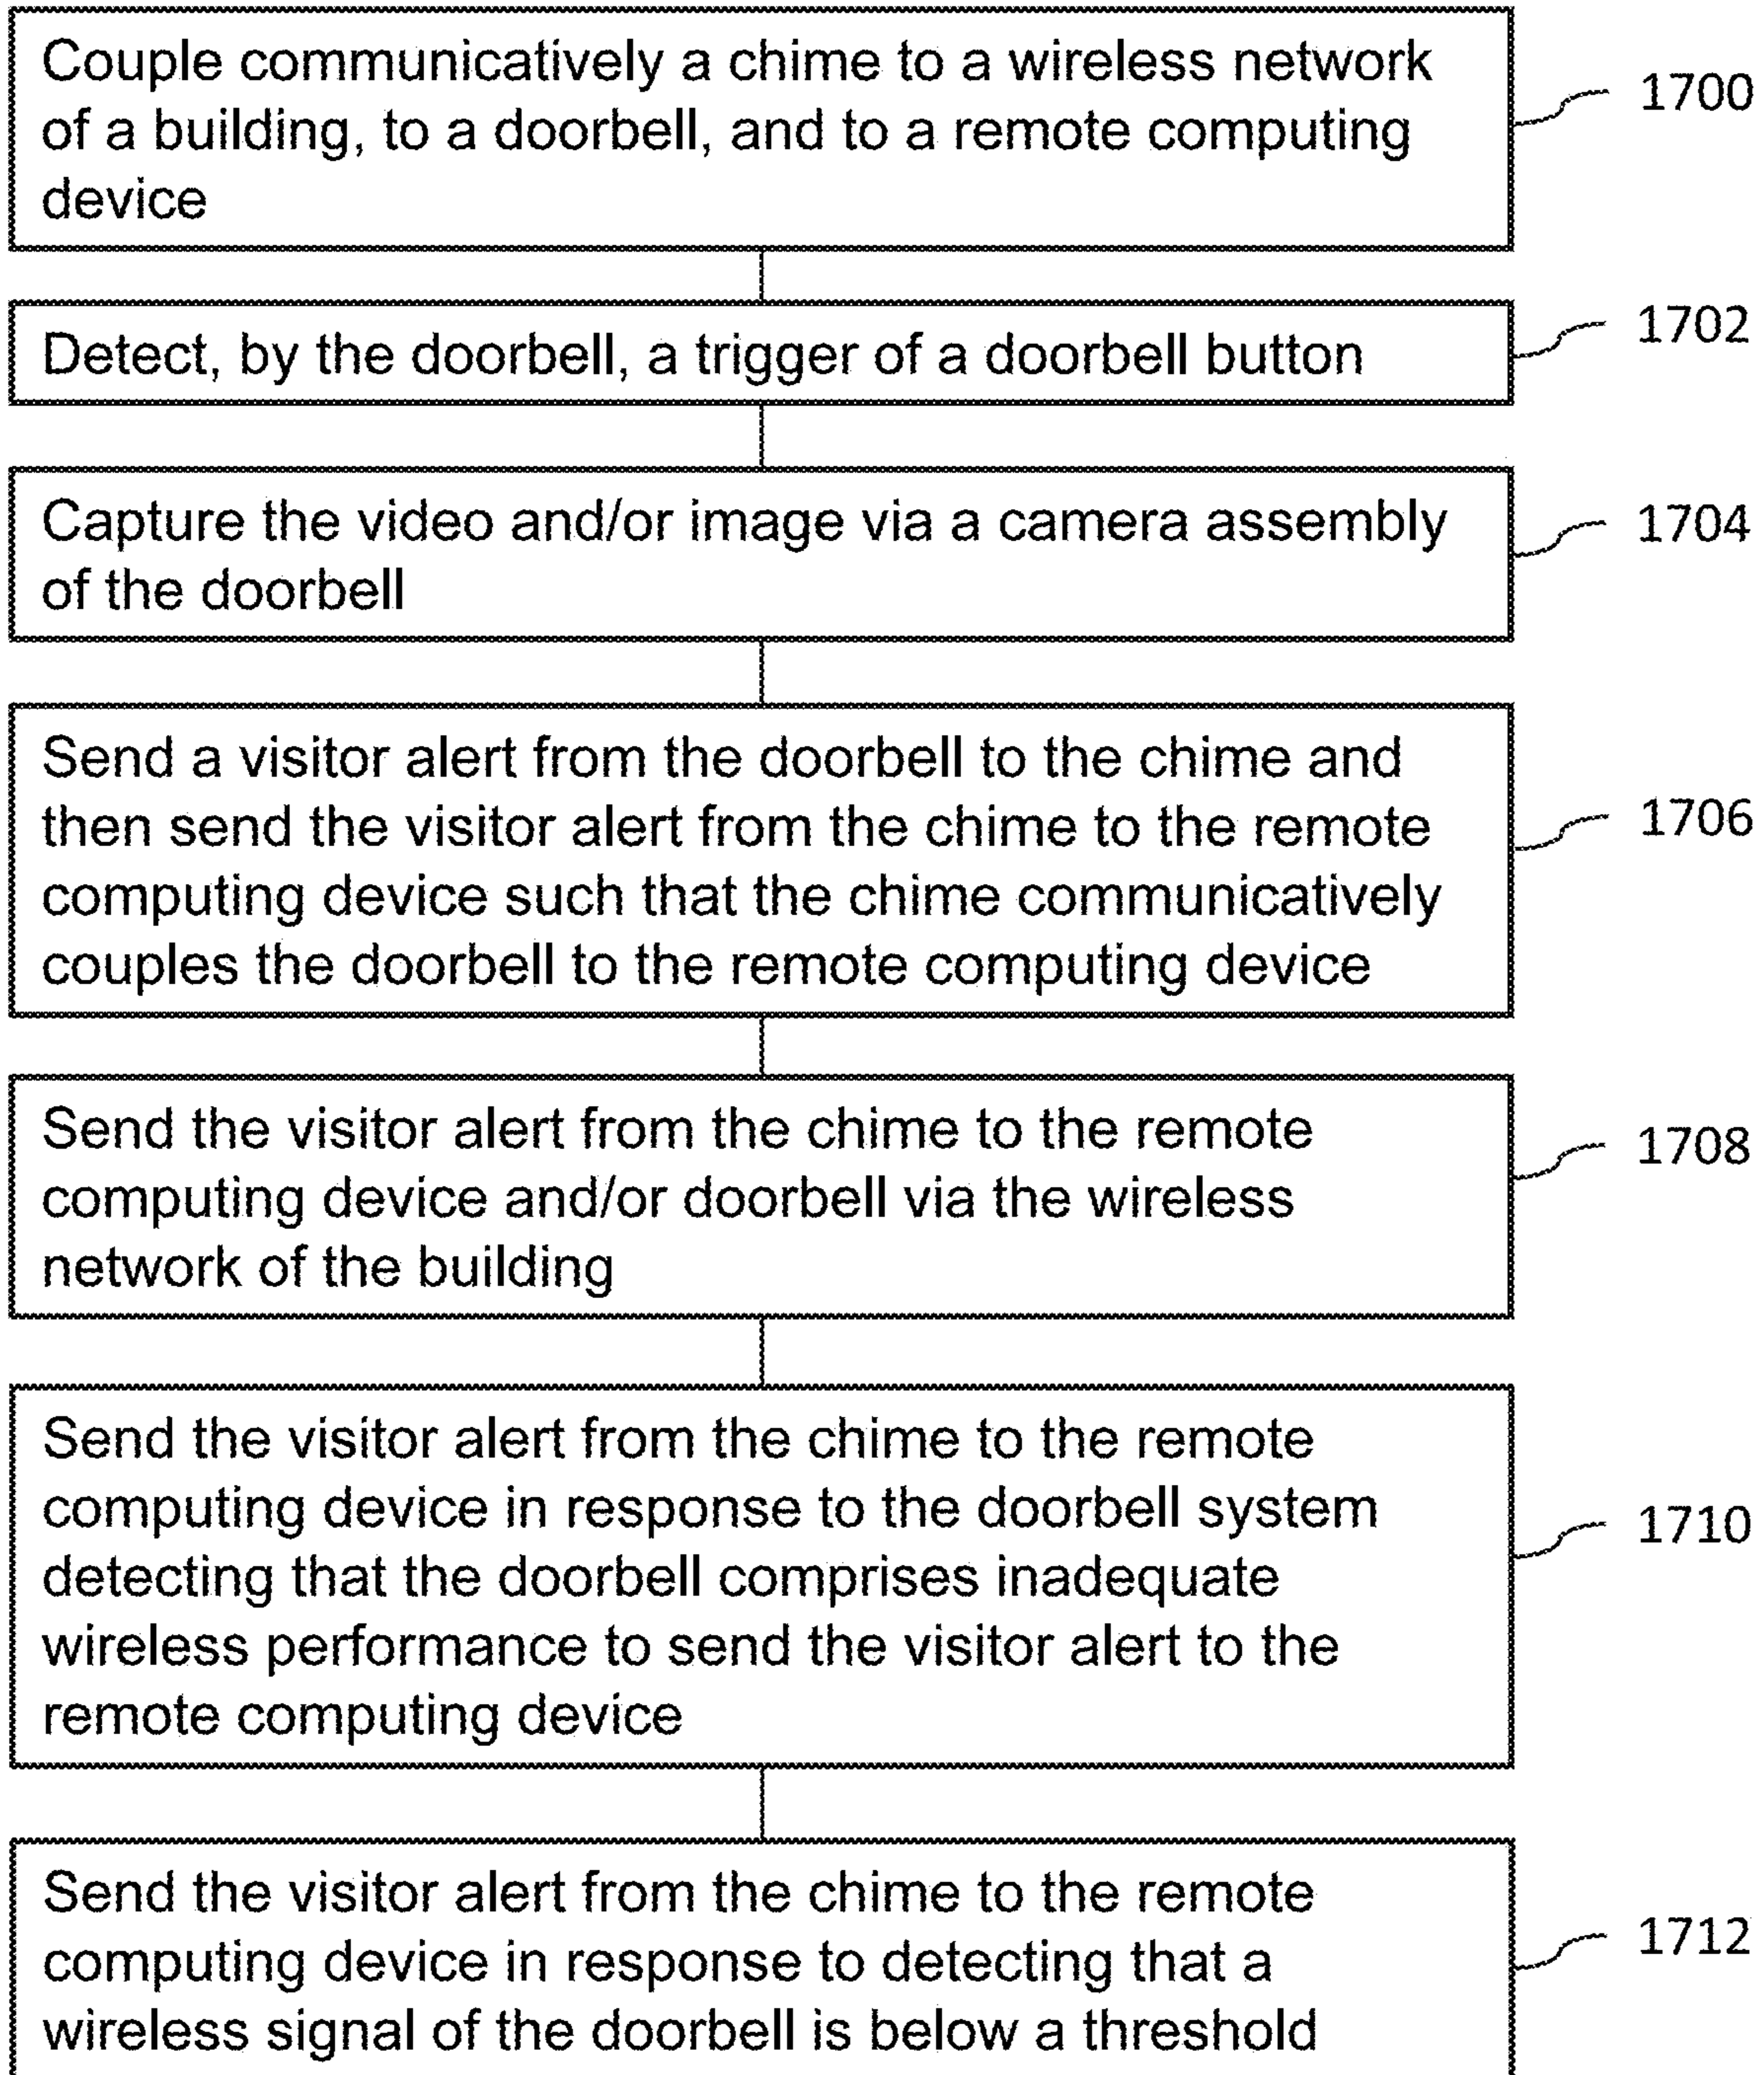 Couple communicatively a chime to a wireless network
of a building, to a doorbell, and to a remote computing
device
1700
Detect, by the doorbell, a trigger of a doorbell button
1702
Capture the video and/or image via a camera assembly
of the doorbell
1704
Send a visitor alert from the doorbell to the chime and
then send the visitor alert from the chime to the remote
computing device such that the chime communicatively
couples the doorbell to the remote computing device
1706
Send the visitor alert from the chime to the remote
computing device and/or doorbell via the wireless
network of the building
1708
Send the visitor alert from the chime to the remote
computing device in response to the doorbell system
detecting that the doorbell comprises inadequate
wireless performance to send the visitor alert to the
remote computing device
1710
Send the visitor alert from the chime to the remote
computing device in response to detecting that a
wireless signal of the doorbell is below a threshold
1712